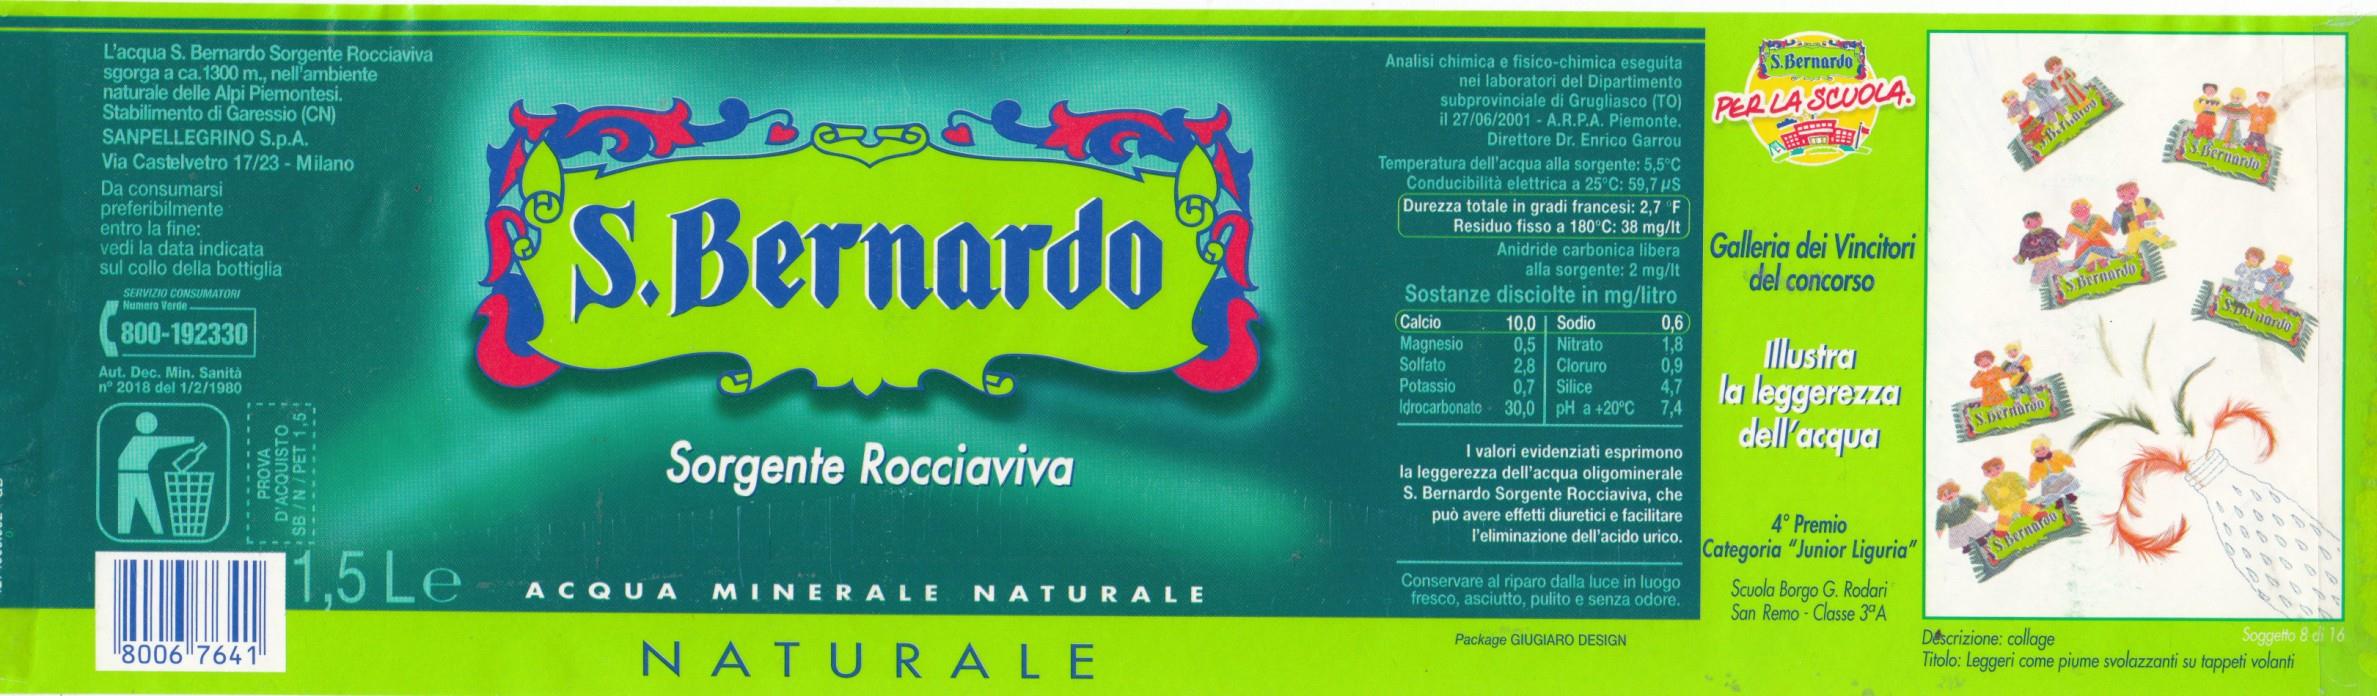 L'acqua S. Bernardo Sorgente Rocciaviva
sgorga a ca.1300 m., nell'ambiente
naturale delle Alpi Piemontesi.
Stabilimento di Garessio (CN)
SANPELLEGRINO S.p.A.
Via Castelvetro 17/23 - Milano
Da consumarsi
preferibilmente
entro la fine:
vedi la data indicata
sul collo della bottiglia
SERVIZIO CONSUMATORI
Numero Verde
800-192330
Aut. Dec. Min. Sanità
n° 2018 del 1/2/1980
PROVA
D'ACQUISTO
SB / N / PET 1,5
8006 7641
1,5 L e
S.Bernardo
Sorgente Rocciaviva
ACQUA MINERALE NATURALE
NATURALE
Analisi chimica e fisico-chimica eseguita
nei laboratori del Dipartimento
subprovinciale di Grugliasco (TO)
il 27/06/2001 - A.R.P.A. Piemonte.
Direttore Dr. Enrico Garrou
Temperatura dell'acqua alla sorgente: 5,5°C
Conducibilità elettrica a 25°C: 59,7 µS
Durezza totale in gradi francesi: 2,7 °F
Residuo fisso a 180°C: 38 mg/lt
Anidride carbonica libera
alla sorgente: 2 mg/lt
Sostanze disciolte in mg/litro
Calcio 10,0 Sodio 0,6
Magnesio 0,5 Nitrato 1,8
Solfato 2,8 Cloruro 0,9
Potassio 0,7 Silice 4,7
Idrocarbonato 30,0 pH a +20°C 7,4
I valori evidenziati esprimono
la leggerezza dell'acqua oligominerale
S. Bernardo Sorgente Rocciaviva, che
può avere effetti diuretici e facilitare
l'eliminazione dell'acido urico.
Conservare al riparo dalla luce in luogo
fresco, asciutto, pulito e senza odore.
Package GIUGIARO DESIGN
S.Bernardo
PER LA SCUOLA.
Galleria dei Vincitori
del concorso
Illustra
la leggerezza
dell'acqua
4° Premio
Categoria "Junior Liguria"
Scuola Borgo G. Rodari
San Remo - Classe 3ªA
S.Bernardo
S.Bernardo
S.Bernardo
S.Bernardo
S.Bernardo
S.Bernardo
Descrizione: collage
Soggetto 8 di 16
Titolo: Leggeri come piume svolazzanti su tappeti volanti